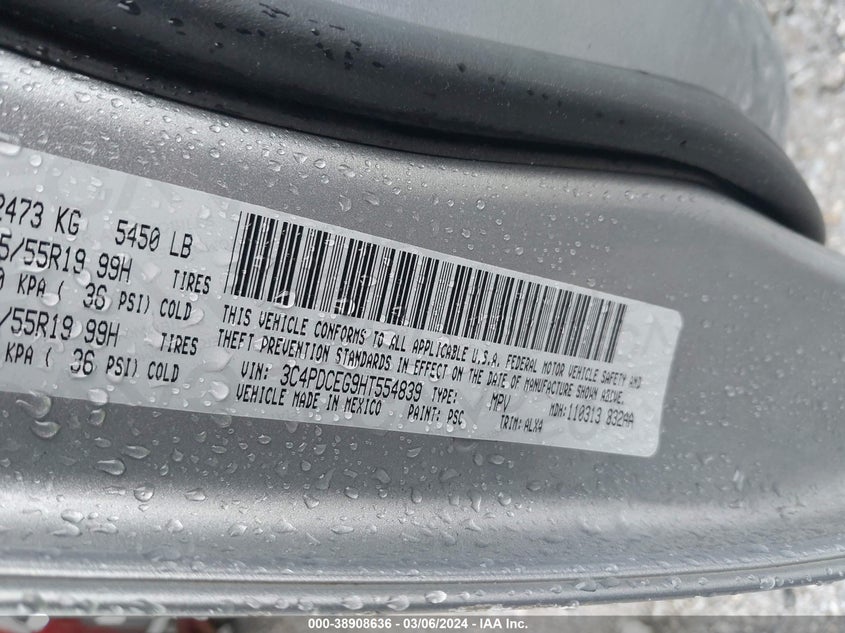 2473 KG 5450 LB
5/55R19 99H TIRES
0 KPA ( 36 PSI) COLD
/55R19 99H TIRES
KPA ( 36 PSI) COLD
THIS VEHICLE CONFORMS TO ALL APPLICABLE U.S.A. FEDERAL MOTOR VEHICLE SAFETY AND
THEFT PREVENTION STANDARDS IN EFFECT ON THE DATE OF MANUFACTURE SHOWN ABOVE.
VIN: 3C4PDCEG9HT554839 TYPE: MPV MDH:110313 832AA
VEHICLE MADE IN MEXICO PAINT: PSC TRIM: ALX4
000-38908636 - 03/06/2024 - IAA Inc.